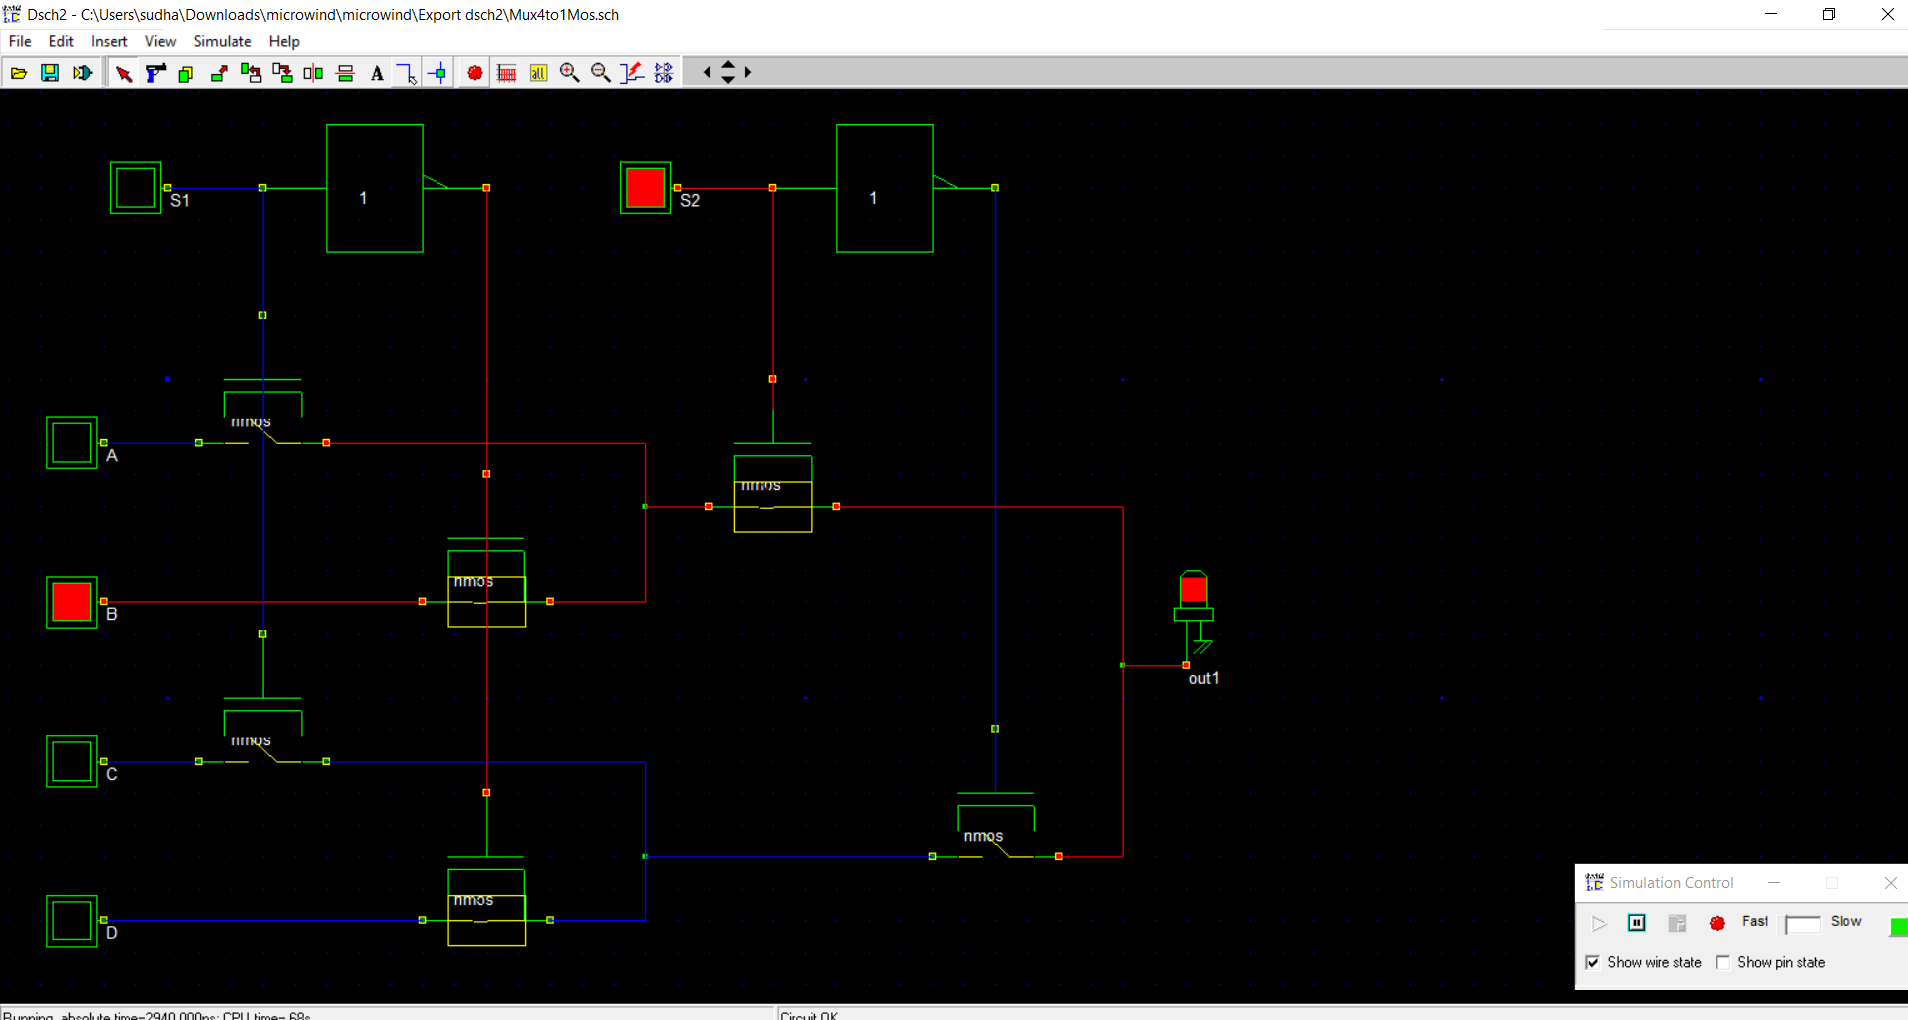 Dsch2 - C:\Users\sudha\Downloads\microwind\microwind\Export dsch2\Mux4to1Mos.sch
File Edit Insert View Simulate Help
A all
1 1
S1 S2
nmos
A
nmos
nmos
B
out1
nmos
C
nmos
nmos
D
Simulation Control
Fast Slow
Show wire state Show pin state
Running, absolute time=2940.000ns; CPU time= 68s Circuit OK